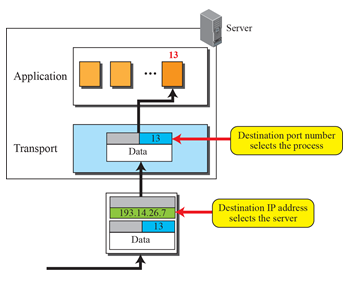 Server
13
Application
...
13
Destination port number
selects the process
Transport
Data
193.14.26.7
Destination IP address
selects the server
13
Data